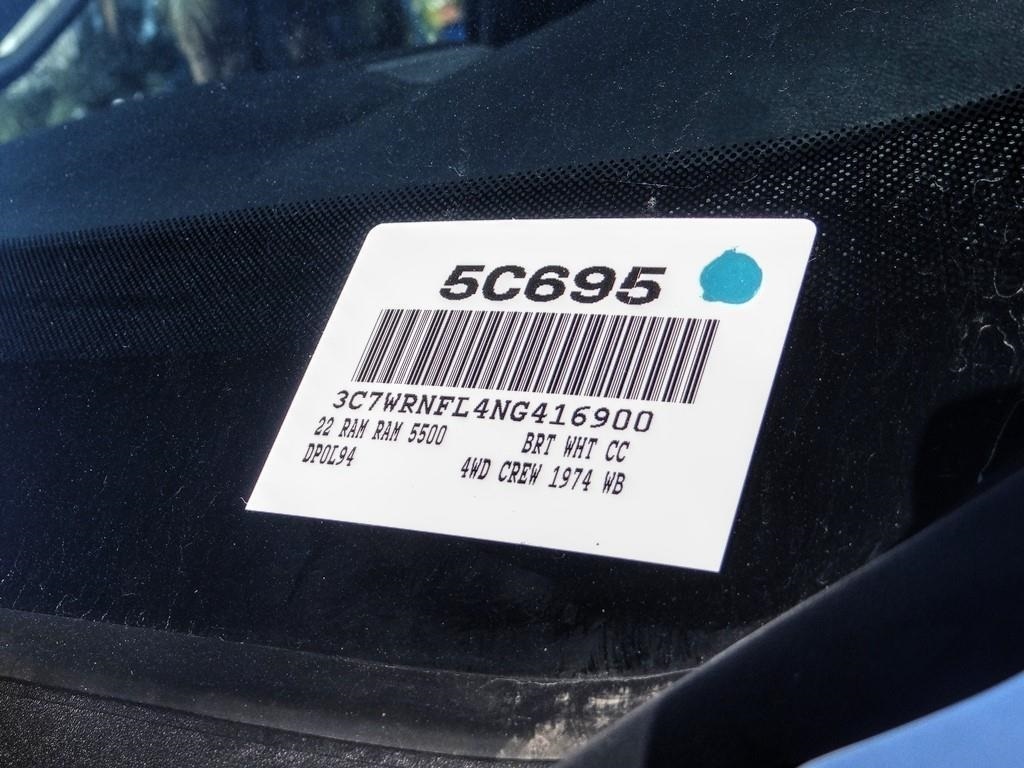 5C695
3C7WRNFL4NG416900
22 RAM RAM 5500 BRT WHT CC
DP0L94 4WD CREW 1974 WB